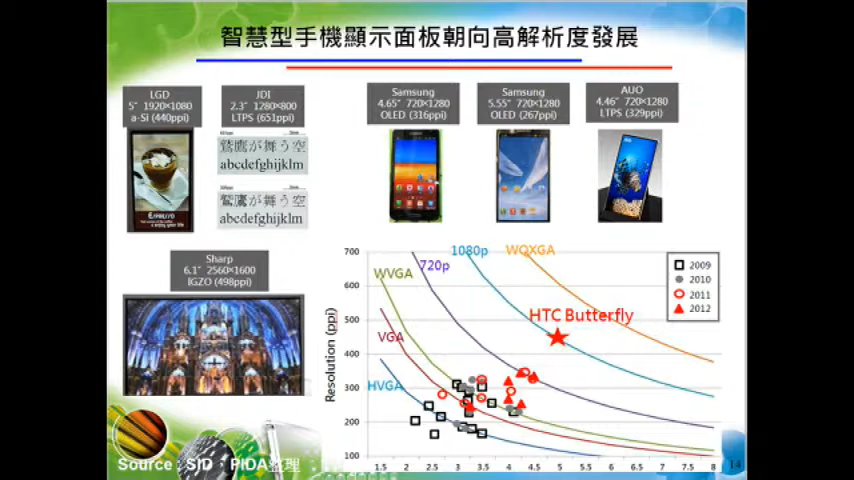 智慧型手機顯示面板朝向高解析度發展
LGD
5" 1920×1080
a-Si (440ppi)
JDI
2.3" 1280×800
LTPS (651ppi)
Samsung
4.65" 720×1280
OLED (316ppi)
Samsung
5.55" 720×1280
OLED (267ppi)
AUO
4.46" 720×1280
LTPS (329ppi)
鷲鷹が舞う空
abcdefghijklm
鷲鷹が舞う空
abcdefghijklm
ESPRESSO
Sharp
6.1" 2560×1600
IGZO (498ppi)
Resolution (ppi)
700
600
500
400
300
200
100
1.5 2 2.5 3 3.5 4 4.5 5 5.5 6 6.5 7 7.5 8
HVGA
VGA
WVGA
720p
1080p
WQXGA
HTC Butterfly
2009
2010
2011
2012
Source : SID，PIDA整理
14